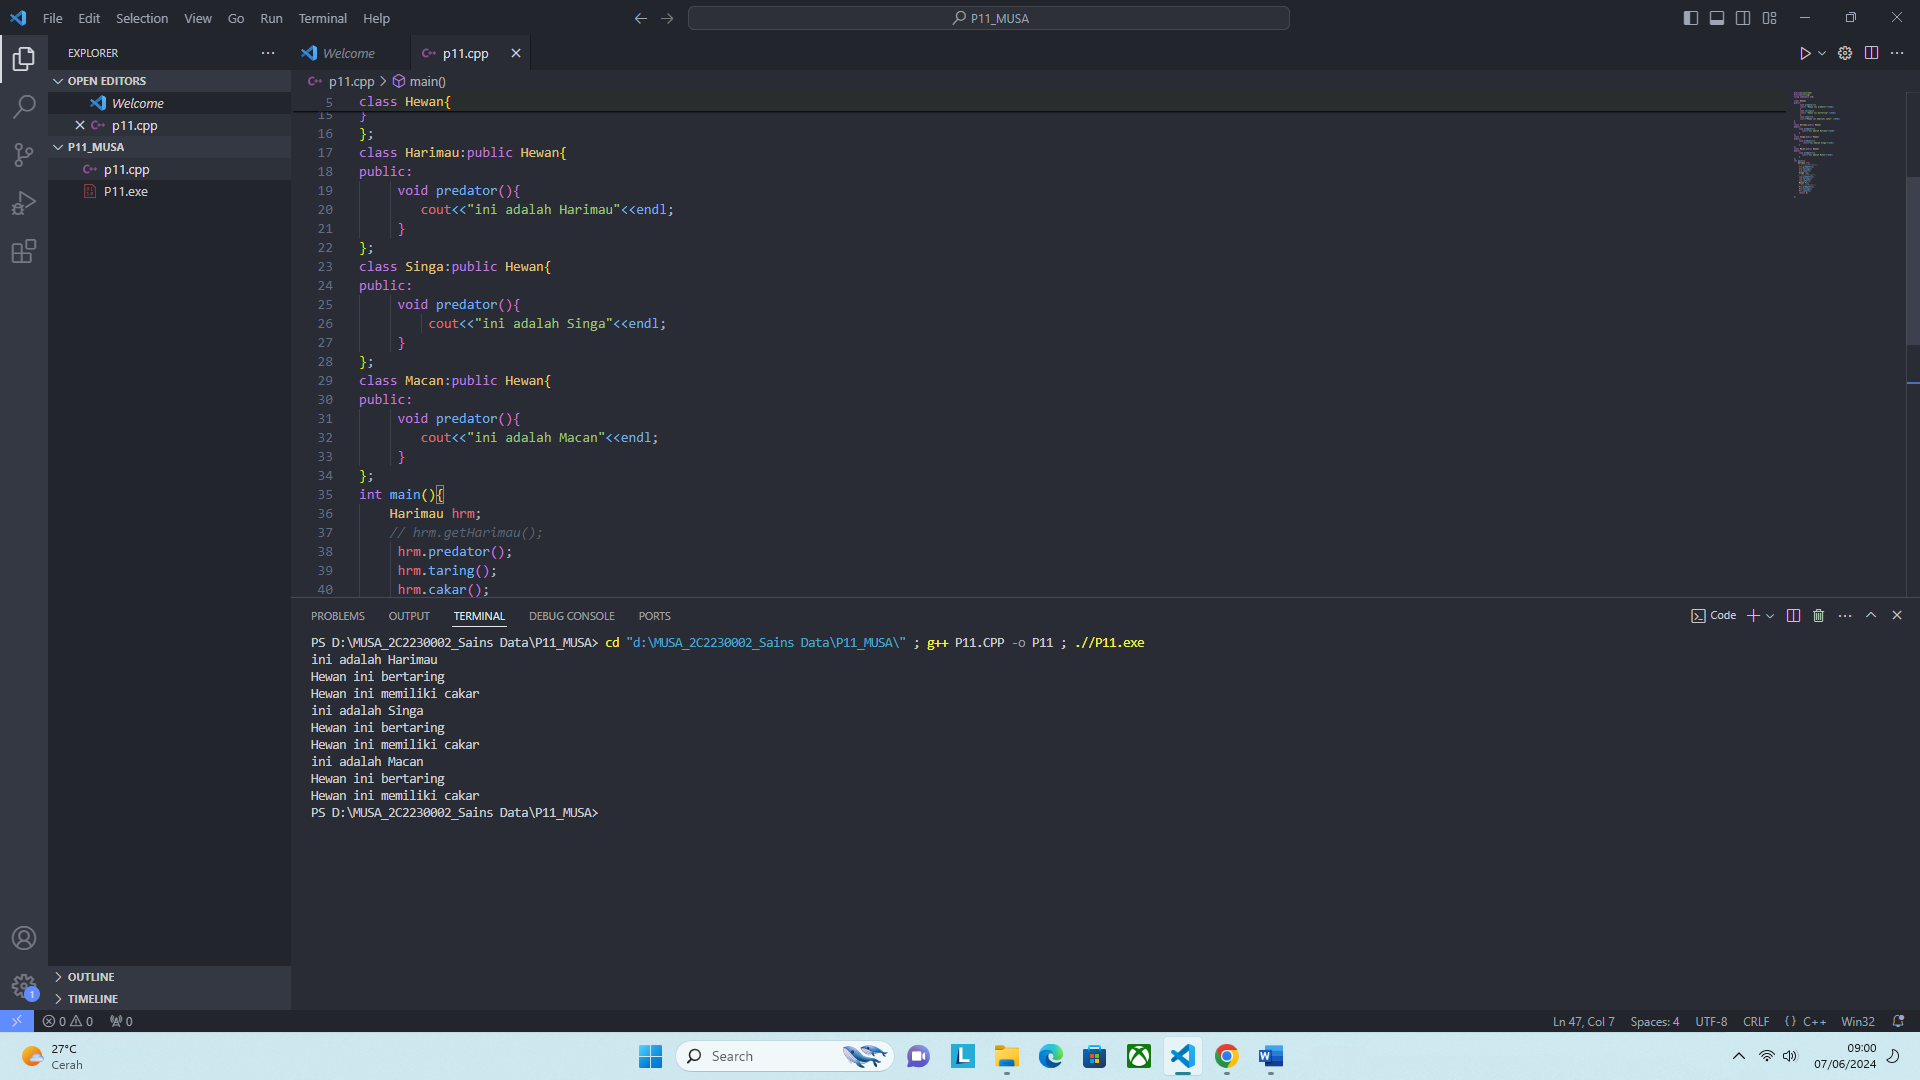 File Edit Selection View Go Run Terminal Help
P11_MUSA
EXPLORER
OPEN EDITORS
Welcome
p11.cpp
P11_MUSA
p11.cpp
P11.exe
OUTLINE
TIMELINE
Welcome
p11.cpp
p11.cpp > main()
5 class Hewan{
15 }
16 };
17 class Harimau:public Hewan{
18 public:
19 void predator(){
20 cout<<"ini adalah Harimau"<<endl;
21 }
22 };
23 class Singa:public Hewan{
24 public:
25 void predator(){
26 cout<<"ini adalah Singa"<<endl;
27 }
28 };
29 class Macan:public Hewan{
30 public:
31 void predator(){
32 cout<<"ini adalah Macan"<<endl;
33 }
34 };
35 int main(){
36 Harimau hrm;
37 // hrm.getHarimau();
38 hrm.predator();
39 hrm.taring();
40 hrm.cakar();
PROBLEMS OUTPUT TERMINAL DEBUG CONSOLE PORTS
Code
PS D:\MUSA_2C2230002_Sains Data\P11_MUSA> cd "d:\MUSA_2C2230002_Sains Data\P11_MUSA\" ; g++ P11.CPP -o P11 ; .//P11.exe
ini adalah Harimau
Hewan ini bertaring
Hewan ini memiliki cakar
ini adalah Singa
Hewan ini bertaring
Hewan ini memiliki cakar
ini adalah Macan
Hewan ini bertaring
Hewan ini memiliki cakar
PS D:\MUSA_2C2230002_Sains Data\P11_MUSA>
1
0 0 0
Ln 47, Col 7 Spaces: 4 UTF-8 CRLF {} C++ Win32
27°C
Cerah
Search
09:00
07/06/2024